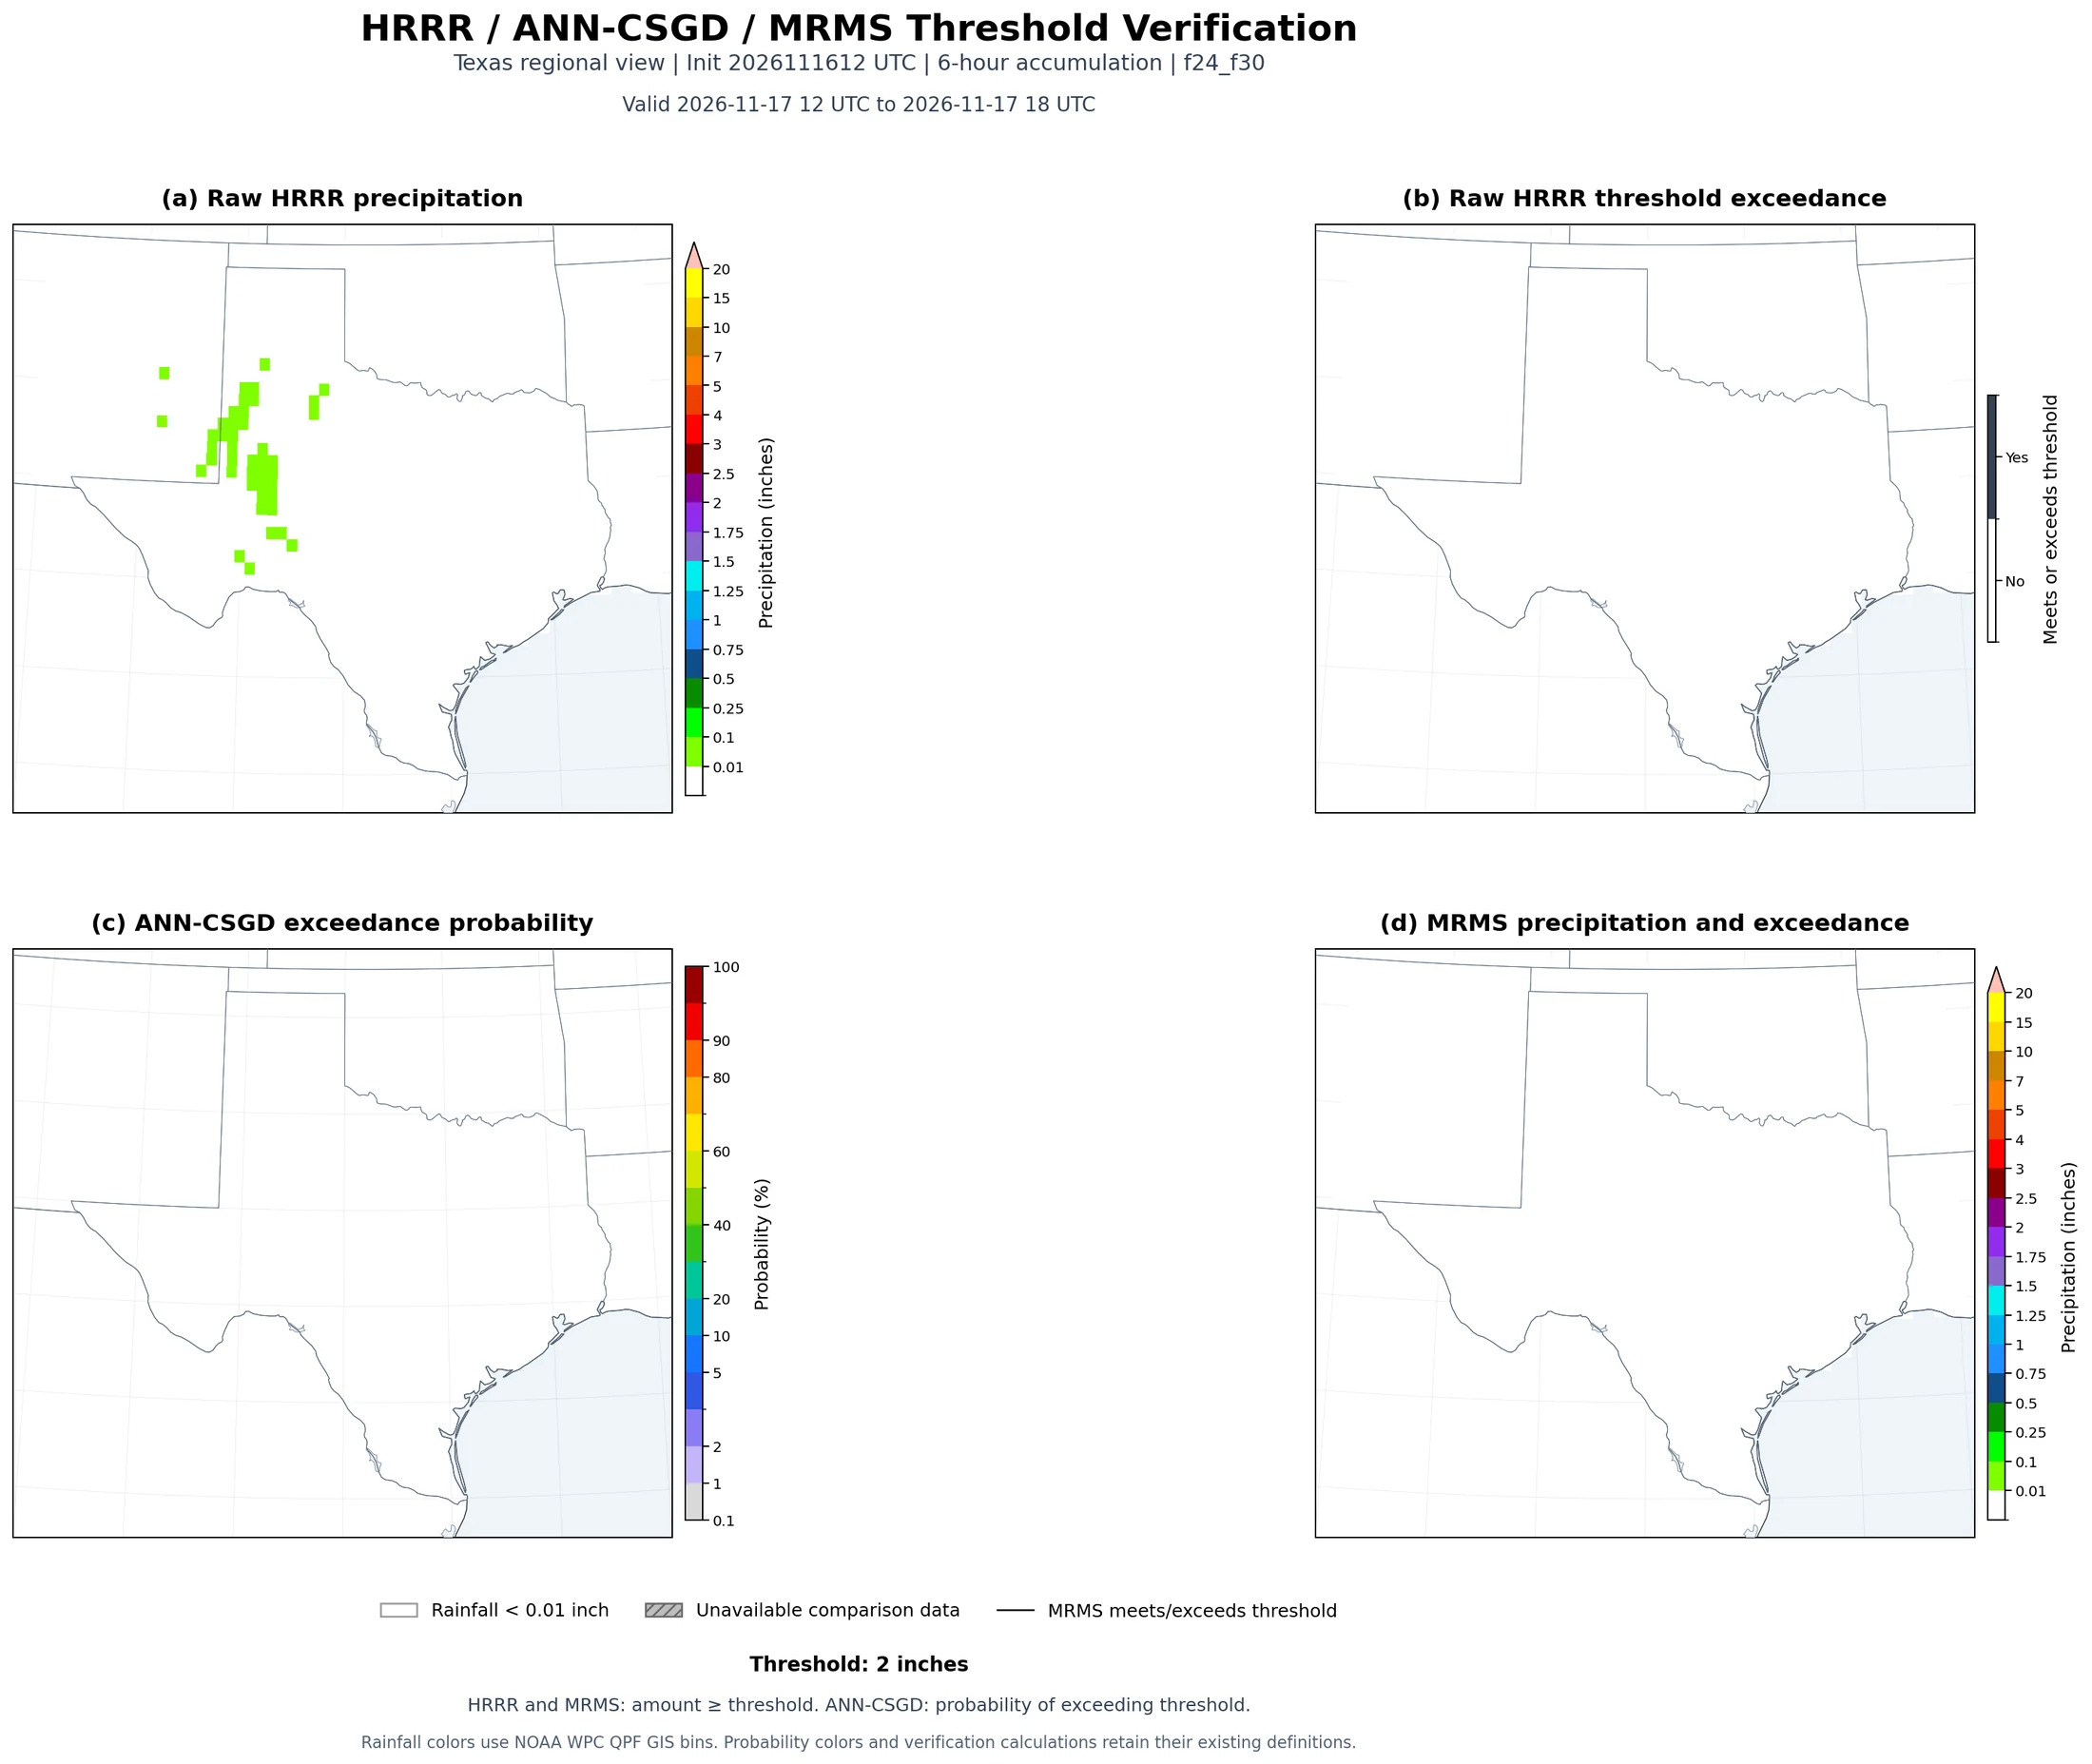 HRRR / ANN-CSGD / MRMS Threshold Verification
Texas regional view | Init 2026111612 UTC | 6-hour accumulation | f24_f30
Valid 2026-11-17 12 UTC to 2026-11-17 18 UTC
(a) Raw HRRR precipitation
20
15
10
7
5
4
3
2.5
2
1.75
1.5
1.25
1
0.75
0.5
0.25
0.1
0.01
Precipitation (inches)
(b) Raw HRRR threshold exceedance
Yes
No
Meets or exceeds threshold
(c) ANN-CSGD exceedance probability
100
90
80
60
40
20
10
5
2
1
0.1
Probability (%)
(d) MRMS precipitation and exceedance
20
15
10
7
5
4
3
2.5
2
1.75
1.5
1.25
1
0.75
0.5
0.25
0.1
0.01
Precipitation (inches)
Rainfall < 0.01 inch
Unavailable comparison data
MRMS meets/exceeds threshold
Threshold: 2 inches
HRRR and MRMS: amount ≥ threshold. ANN-CSGD: probability of exceeding threshold.
Rainfall colors use NOAA WPC QPF GIS bins. Probability colors and verification calculations retain their existing definitions.